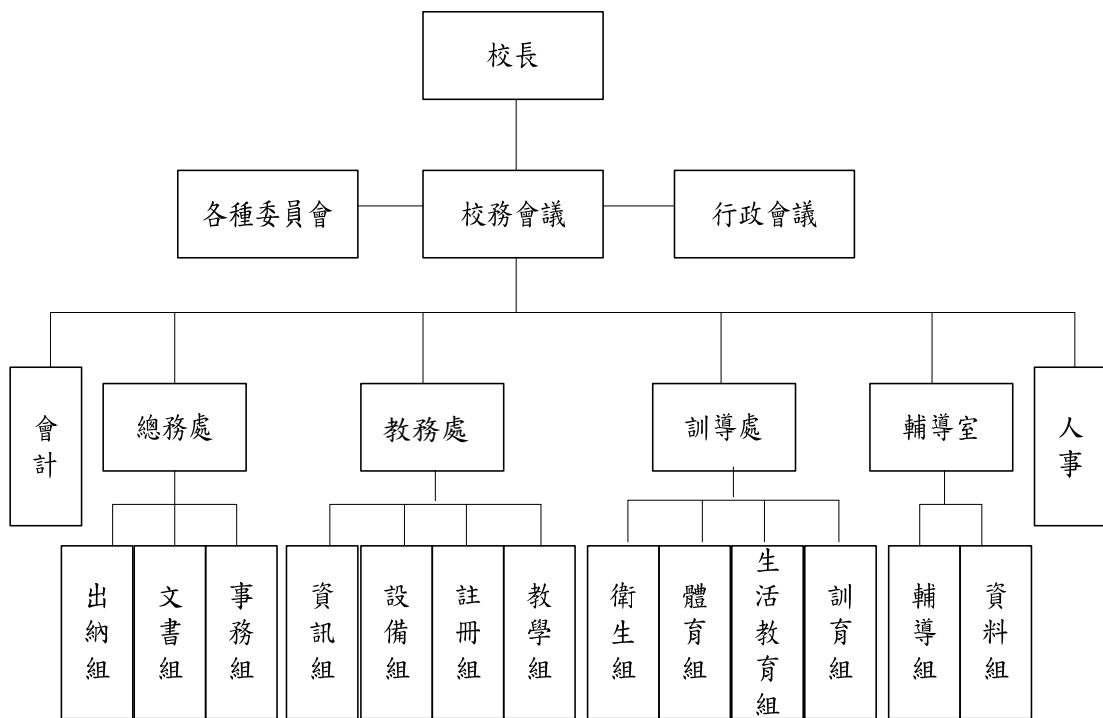 校長
各種委員會
校務會議
行政會議
會計
總務處
教務處
訓導處
輔導室
人事
出納組
文書組
事務組
資訊組
設備組
註冊組
教學組
衛生組
體育組
生活教育組
訓育組
輔導組
資料組